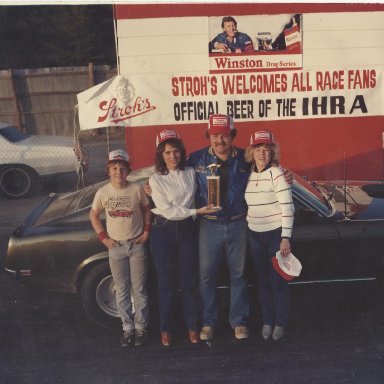 Winston
Drag Series
STROH'S WELCOMES ALL RACE FANS
OFFICIAL BEER OF THE IHRA
Stroh's